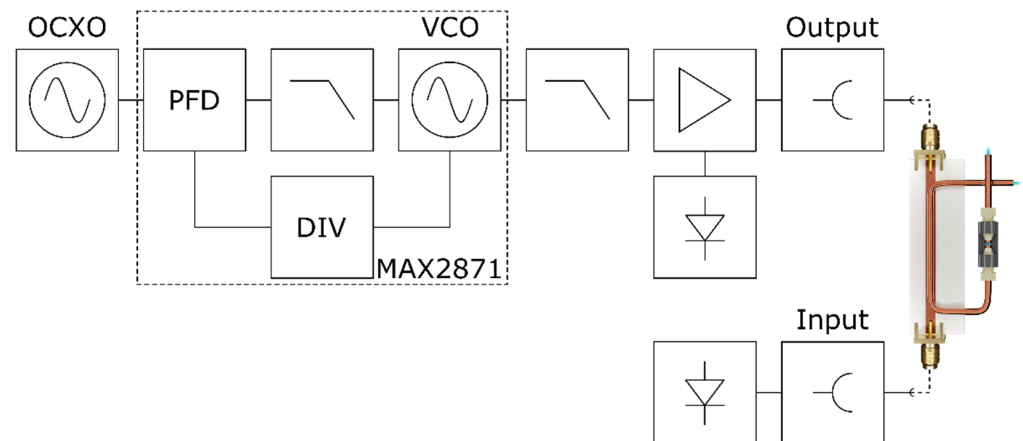 OCXO
VCO
Output
PFD
DIV
MAX2871
Input